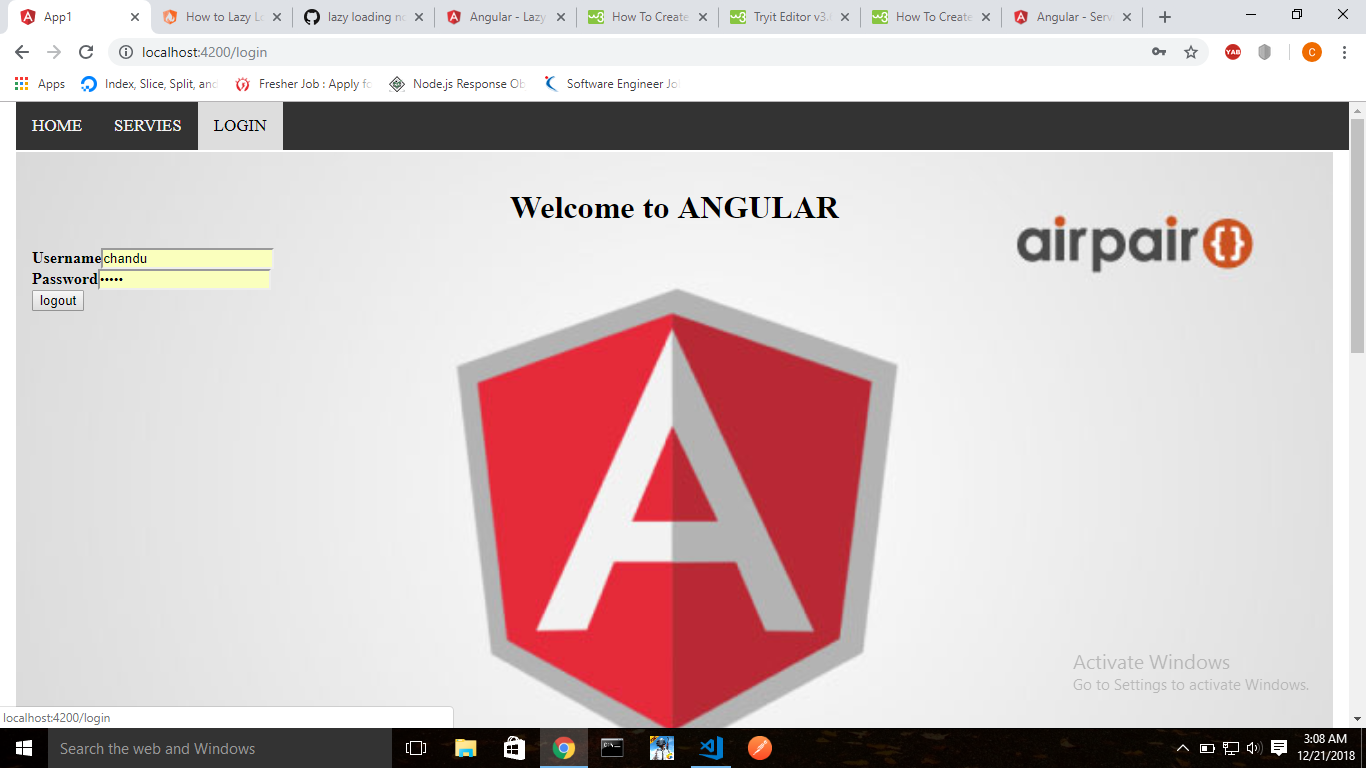 App1
How to Lazy Lo
lazy loading no
Angular - Lazy
How To Create
Tryit Editor v3.
How To Create
Angular - Serv
localhost:4200/login
YAB
C
Apps
Index, Slice, Split, and
Fresher Job : Apply fo
Node.js Response Ob
Software Engineer Jo
HOME
SERVIES
LOGIN
Welcome to ANGULAR
airpair{}
Username chandu
Password •••••
logout
A
Activate Windows
Go to Settings to activate Windows.
localhost:4200/login
Search the web and Windows
3:08 AM
12/21/2018